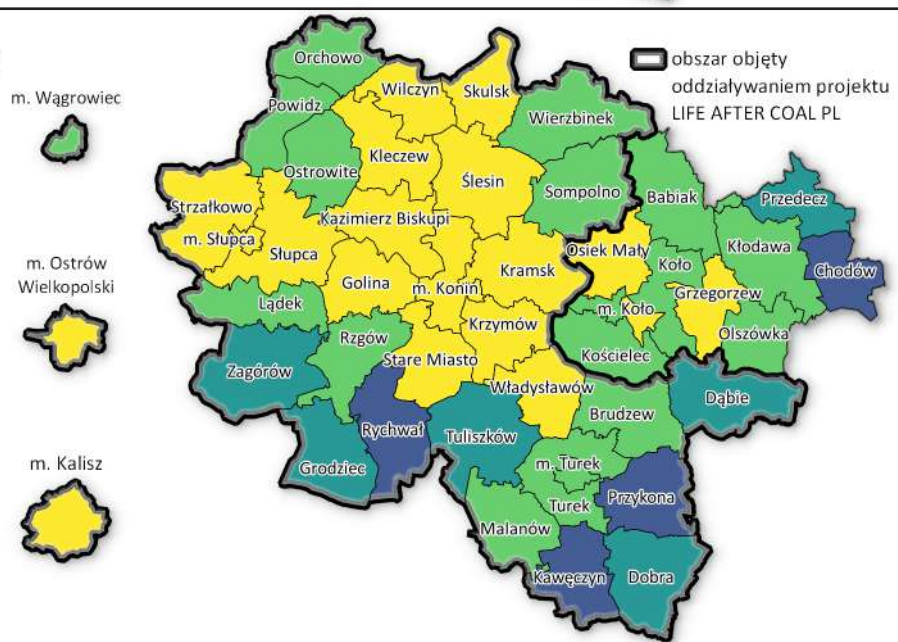 obszar objęty
oddziaływaniem projektu
LIFE AFTER COAL PL
m. Wągrowiec
m. Ostrów
Wielkopolski
m. Kalisz
Orchowo
Wilczyn
Skulsk
Powidz
Wierzbinek
Kleczew
Ostrowite
Ślesin
Sompolno
Babiak
Przedecz
Strzałkowo
Kazimierz Biskupi
m. Słupca
Słupca
Osiek Mały
Kłodawa
Kramsk
Koło
Chodów
Golina
m. Konin
Grzegorzew
Lądek
m. Koło
Krzymów
Olszówka
Rzgów
Stare Miasto
Kościelec
Zagórów
Władysławów
Dąbie
Brudzew
Rychwał
Tuliszków
Grodziec
m. Turek
Przykona
Turek
Malanów
Kawęczyn
Dobra